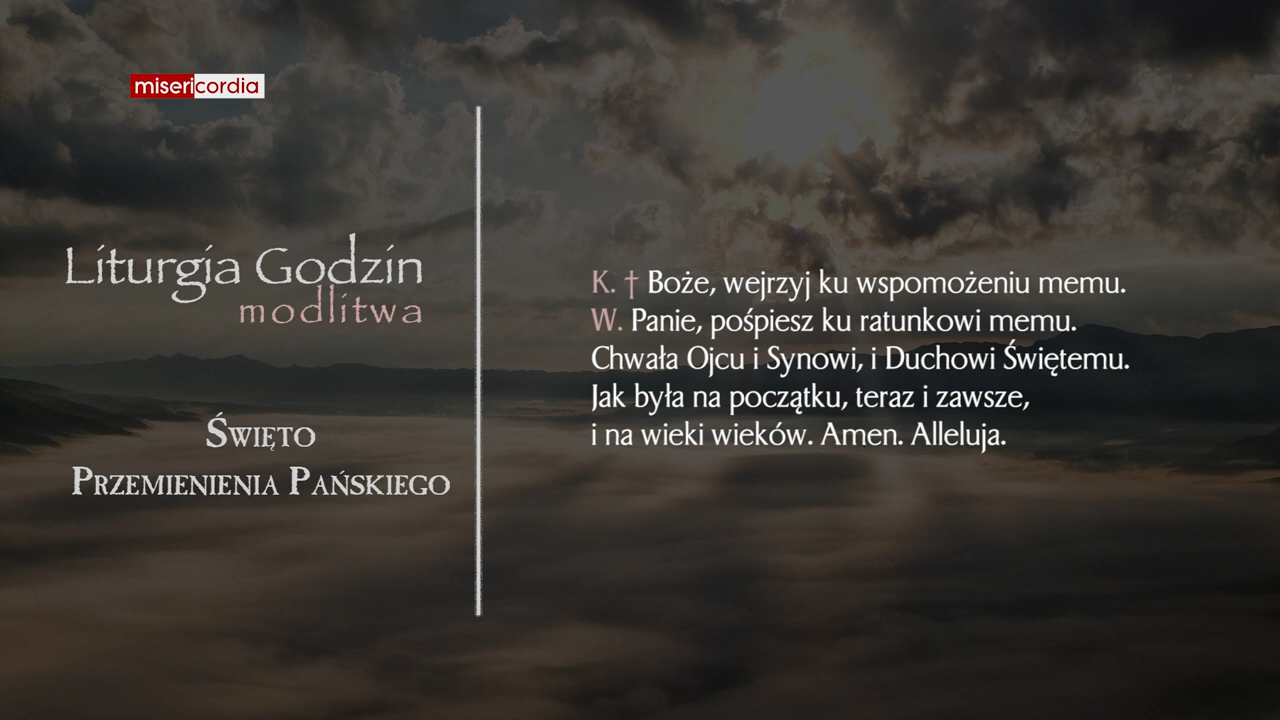 misericordia
Liturgia Godzin
modlitwa
Święto
Przemienienia Pańskiego
K. † Boże, wejrzyj ku wspomożeniu memu.
W. Panie, pośpiesz ku ratunkowi memu.
Chwała Ojcu i Synowi, i Duchowi Świętemu.
Jak była na początku, teraz i zawsze,
i na wieki wieków. Amen. Alleluja.